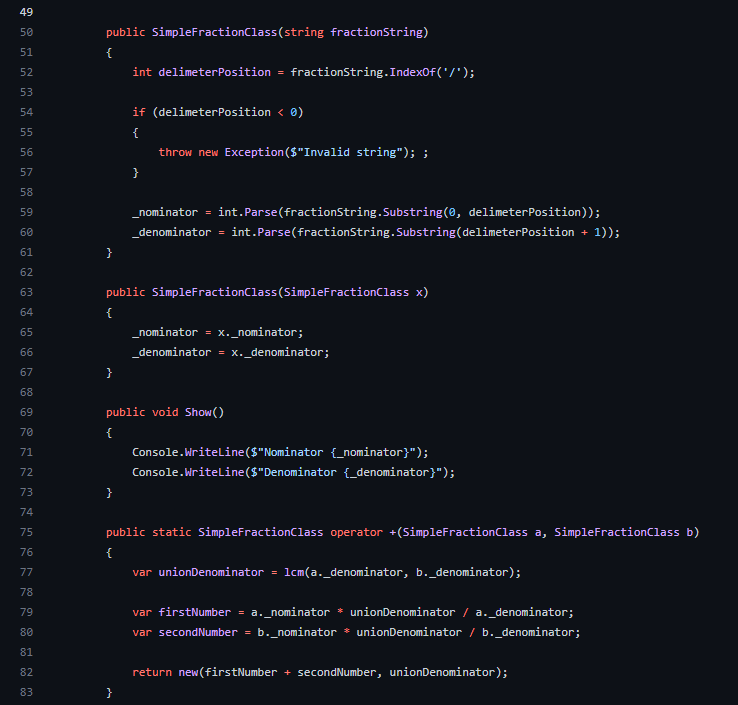 49
50 public SimpleFractionClass(string fractionString)
51 {
52 int delimeterPosition = fractionString.IndexOf('/');
53
54 if (delimeterPosition < 0)
55 {
56 throw new Exception($"Invalid string"); ;
57 }
58
59 _nominator = int.Parse(fractionString.Substring(0, delimeterPosition));
60 _denominator = int.Parse(fractionString.Substring(delimeterPosition + 1));
61 }
62
63 public SimpleFractionClass(SimpleFractionClass x)
64 {
65 _nominator = x._nominator;
66 _denominator = x._denominator;
67 }
68
69 public void Show()
70 {
71 Console.WriteLine($"Nominator {_nominator}");
72 Console.WriteLine($"Denominator {_denominator}");
73 }
74
75 public static SimpleFractionClass operator +(SimpleFractionClass a, SimpleFractionClass b)
76 {
77 var unionDenominator = lcm(a._denominator, b._denominator);
78
79 var firstNumber = a._nominator * unionDenominator / a._denominator;
80 var secondNumber = b._nominator * unionDenominator / b._denominator;
81
82 return new(firstNumber + secondNumber, unionDenominator);
83 }